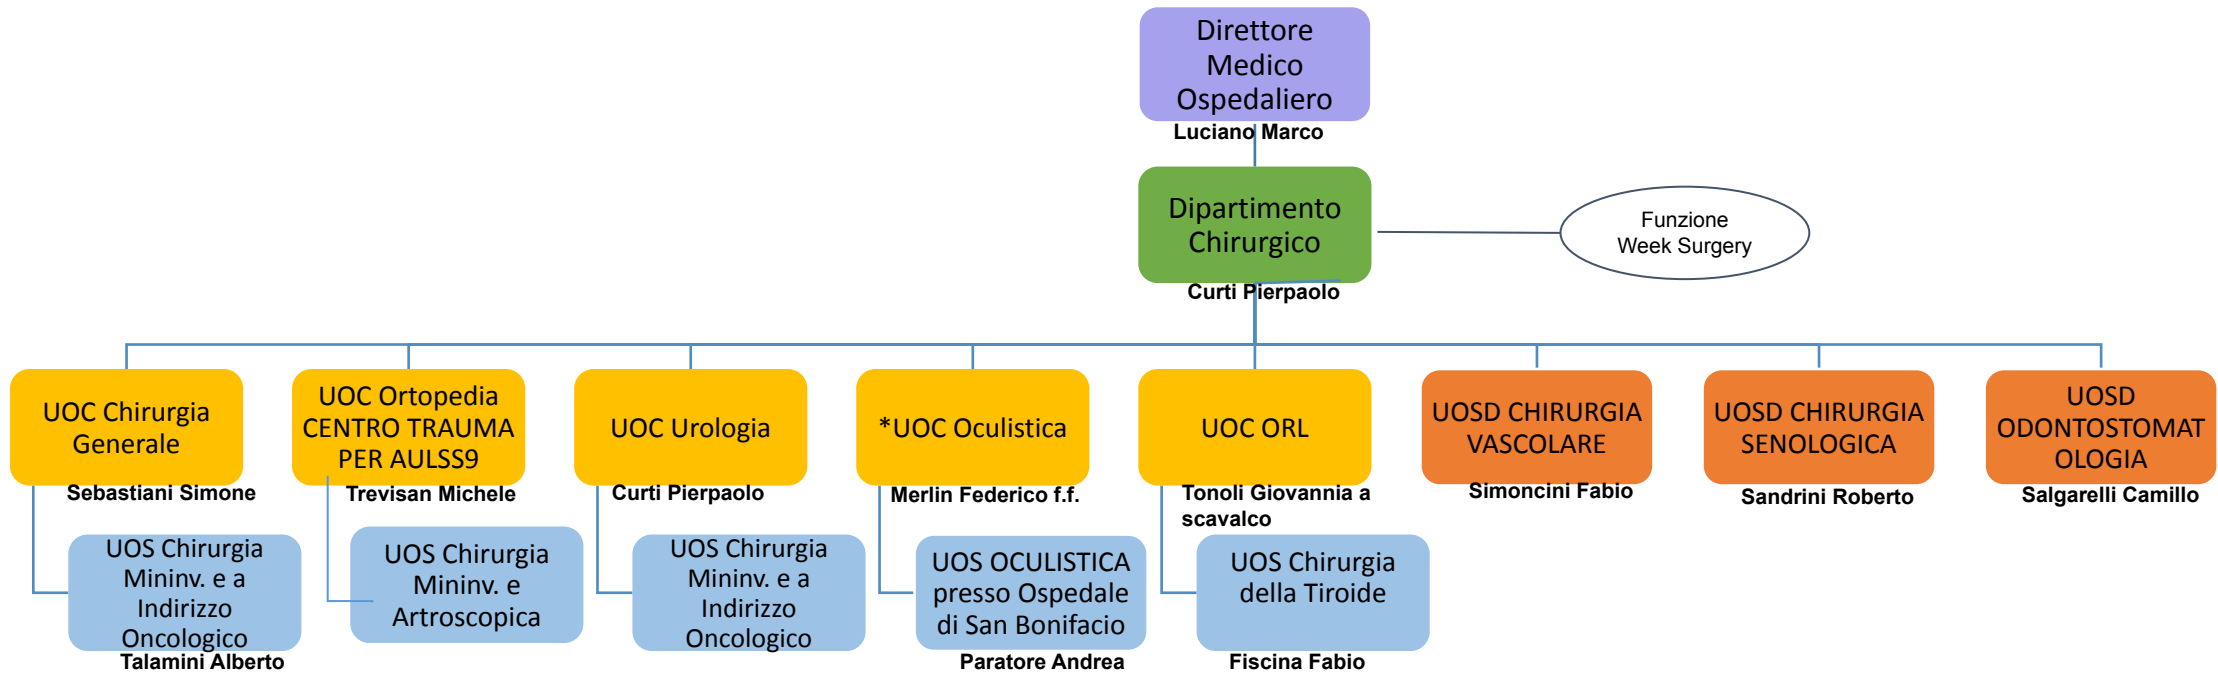 Direttore
Medico
Ospedaliero
Luciano Marco
Dipartimento
Chirurgico
Curti Pierpaolo
Funzione
Week Surgery
UOC Chirurgia
Generale
Sebastiani Simone
UOC Ortopedia
CENTRO TRAUMA
PER AULSS9
Trevisan Michele
UOC Urologia
Curti Pierpaolo
*UOC Oculistica
Merlin Federico f.f.
UOC ORL
Tonoli Giovannia a
scavalco
UOSD CHIRURGIA
VASCOLARE
Simoncini Fabio
UOSD CHIRURGIA
SENOLOGICA
Sandrini Roberto
UOSD
ODONTOSTOMAT
OLOGIA
Salgarelli Camillo
UOS Chirurgia
Mininv. e a
Indirizzo
Oncologico
Talamini Alberto
UOS Chirurgia
Mininv. e
Artroscopica
UOS Chirurgia
Mininv. e a
Indirizzo
Oncologico
UOS OCULISTICA
presso Ospedale
di San Bonifacio
Paratore Andrea
UOS Chirurgia
della Tiroide
Fiscina Fabio